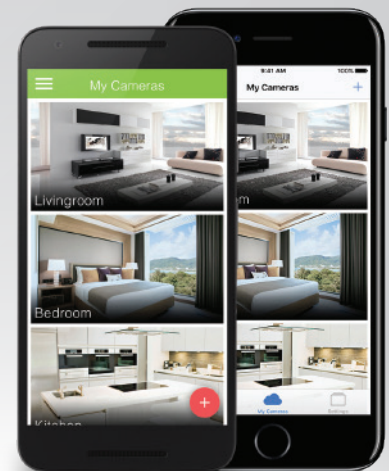 My Cameras
Livingroom
Bedroom
Kitchen
+
9:41 AM
100%
My Cameras
+
m
My Cameras
Settings